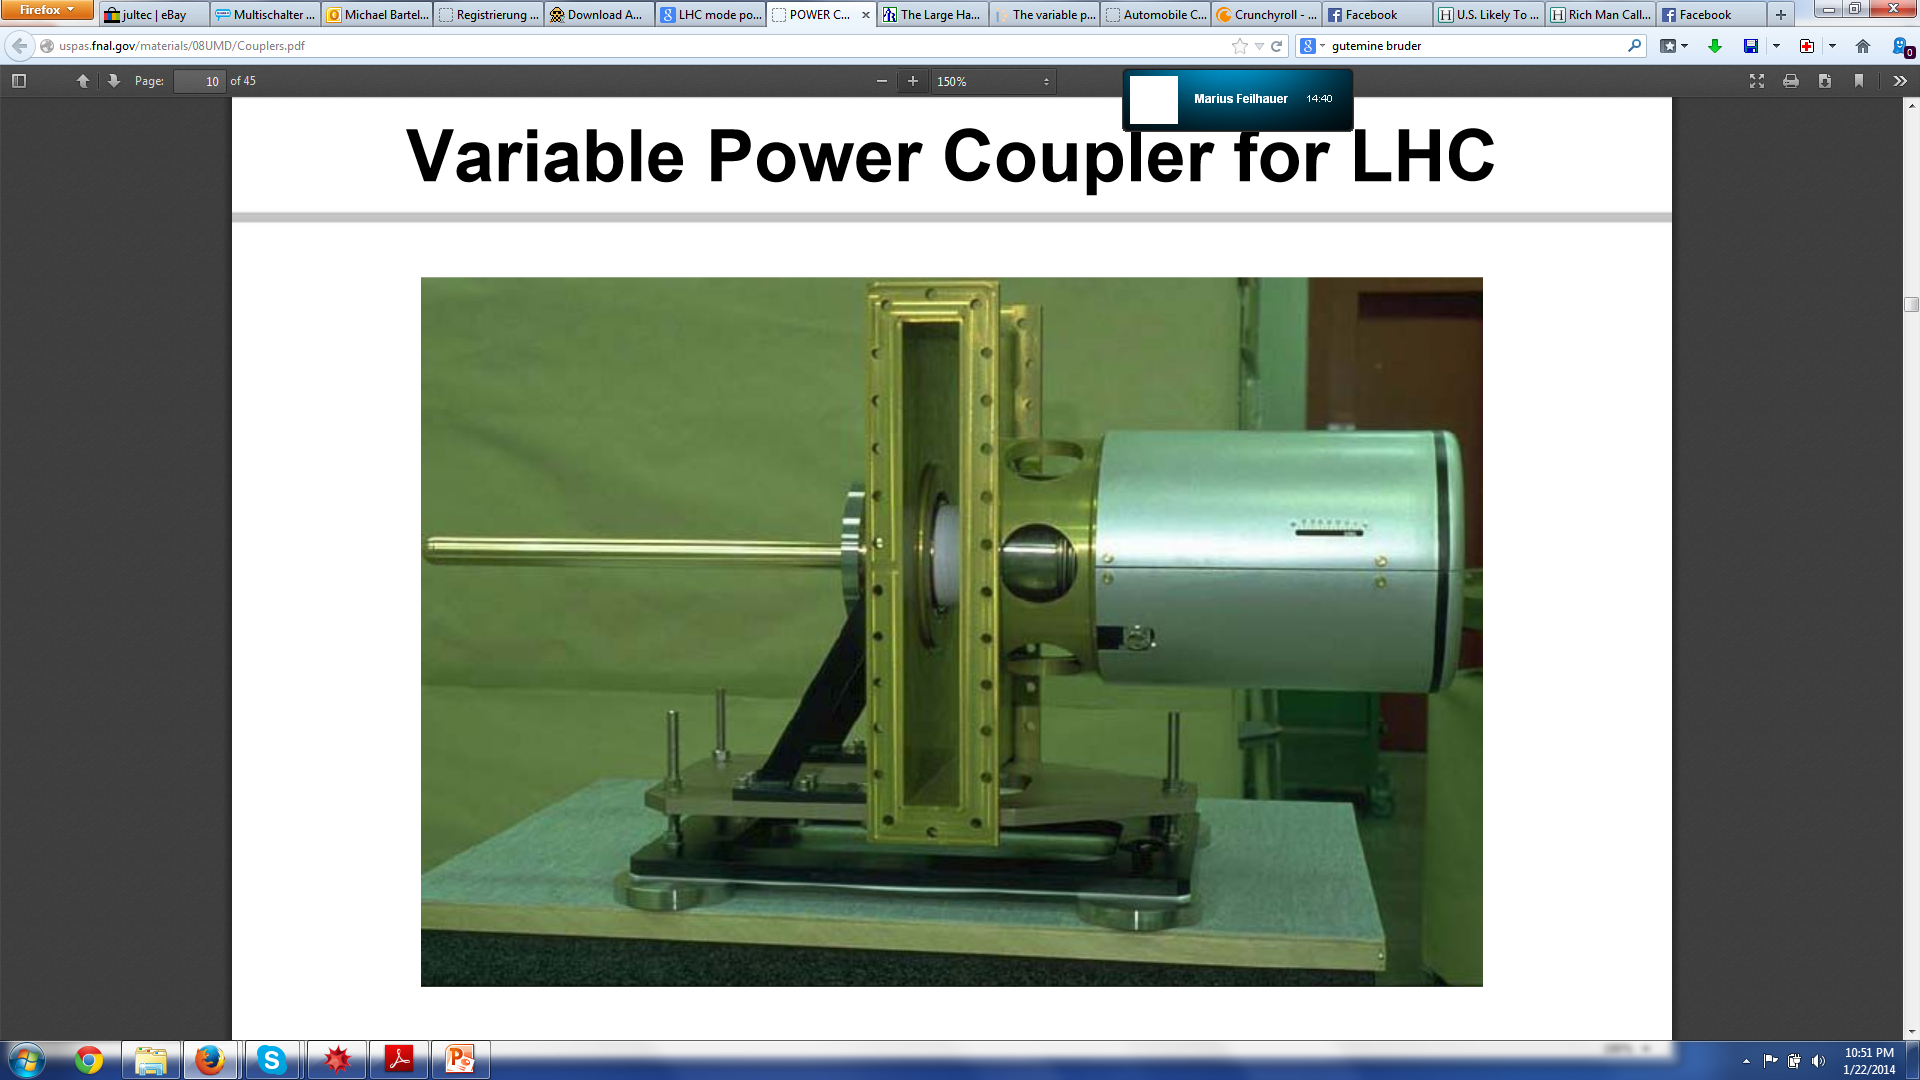 Firefox
jultec | eBay
Multischalter ...
Michael Bartel...
Registrierung ...
Download A...
LHC mode po...
POWER C...
The Large Ha...
The variable p...
Automobile C...
Crunchyroll - ...
Facebook
U.S. Likely To ...
Rich Man Call...
Facebook
uspas.fnal.gov/materials/08UMD/Couplers.pdf
gutemine bruder
0
Page: 10 of 45
150%
Marius Feilhauer 14:40
Variable Power Coupler for LHC
10:51 PM
1/22/2014